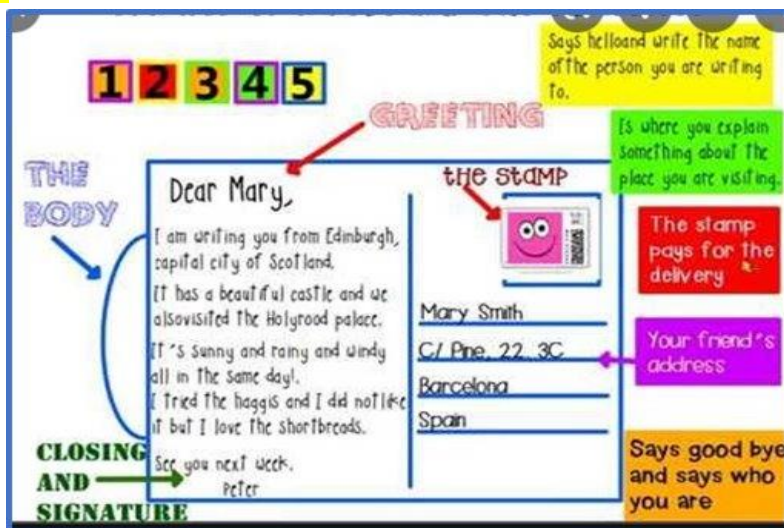 1 2 3 4 5
Says helloand write the name
of the person you are writing
to.
GREETING
Is where you explain
something about the
place you are visiting.
THE
BODY
the stamp
Dear Mary,
I am writing you from Edinburgh,
capital city of Scotland.
It has a beautiful castle and we
alsovisited the Holyrood palace.
It´s sunny and rainy and windy
all in the same day!.
I tried the haggis and I did not like
it but I love the shortbreads.
See you next week.
Peter
The stamp
pays for the
delivery
Mary Smith
C/ Pine, 22, 3C
Barcelona
Spain
Your friend´s
address
CLOSING
AND
SIGNATURE
Says good bye
and says who
you are